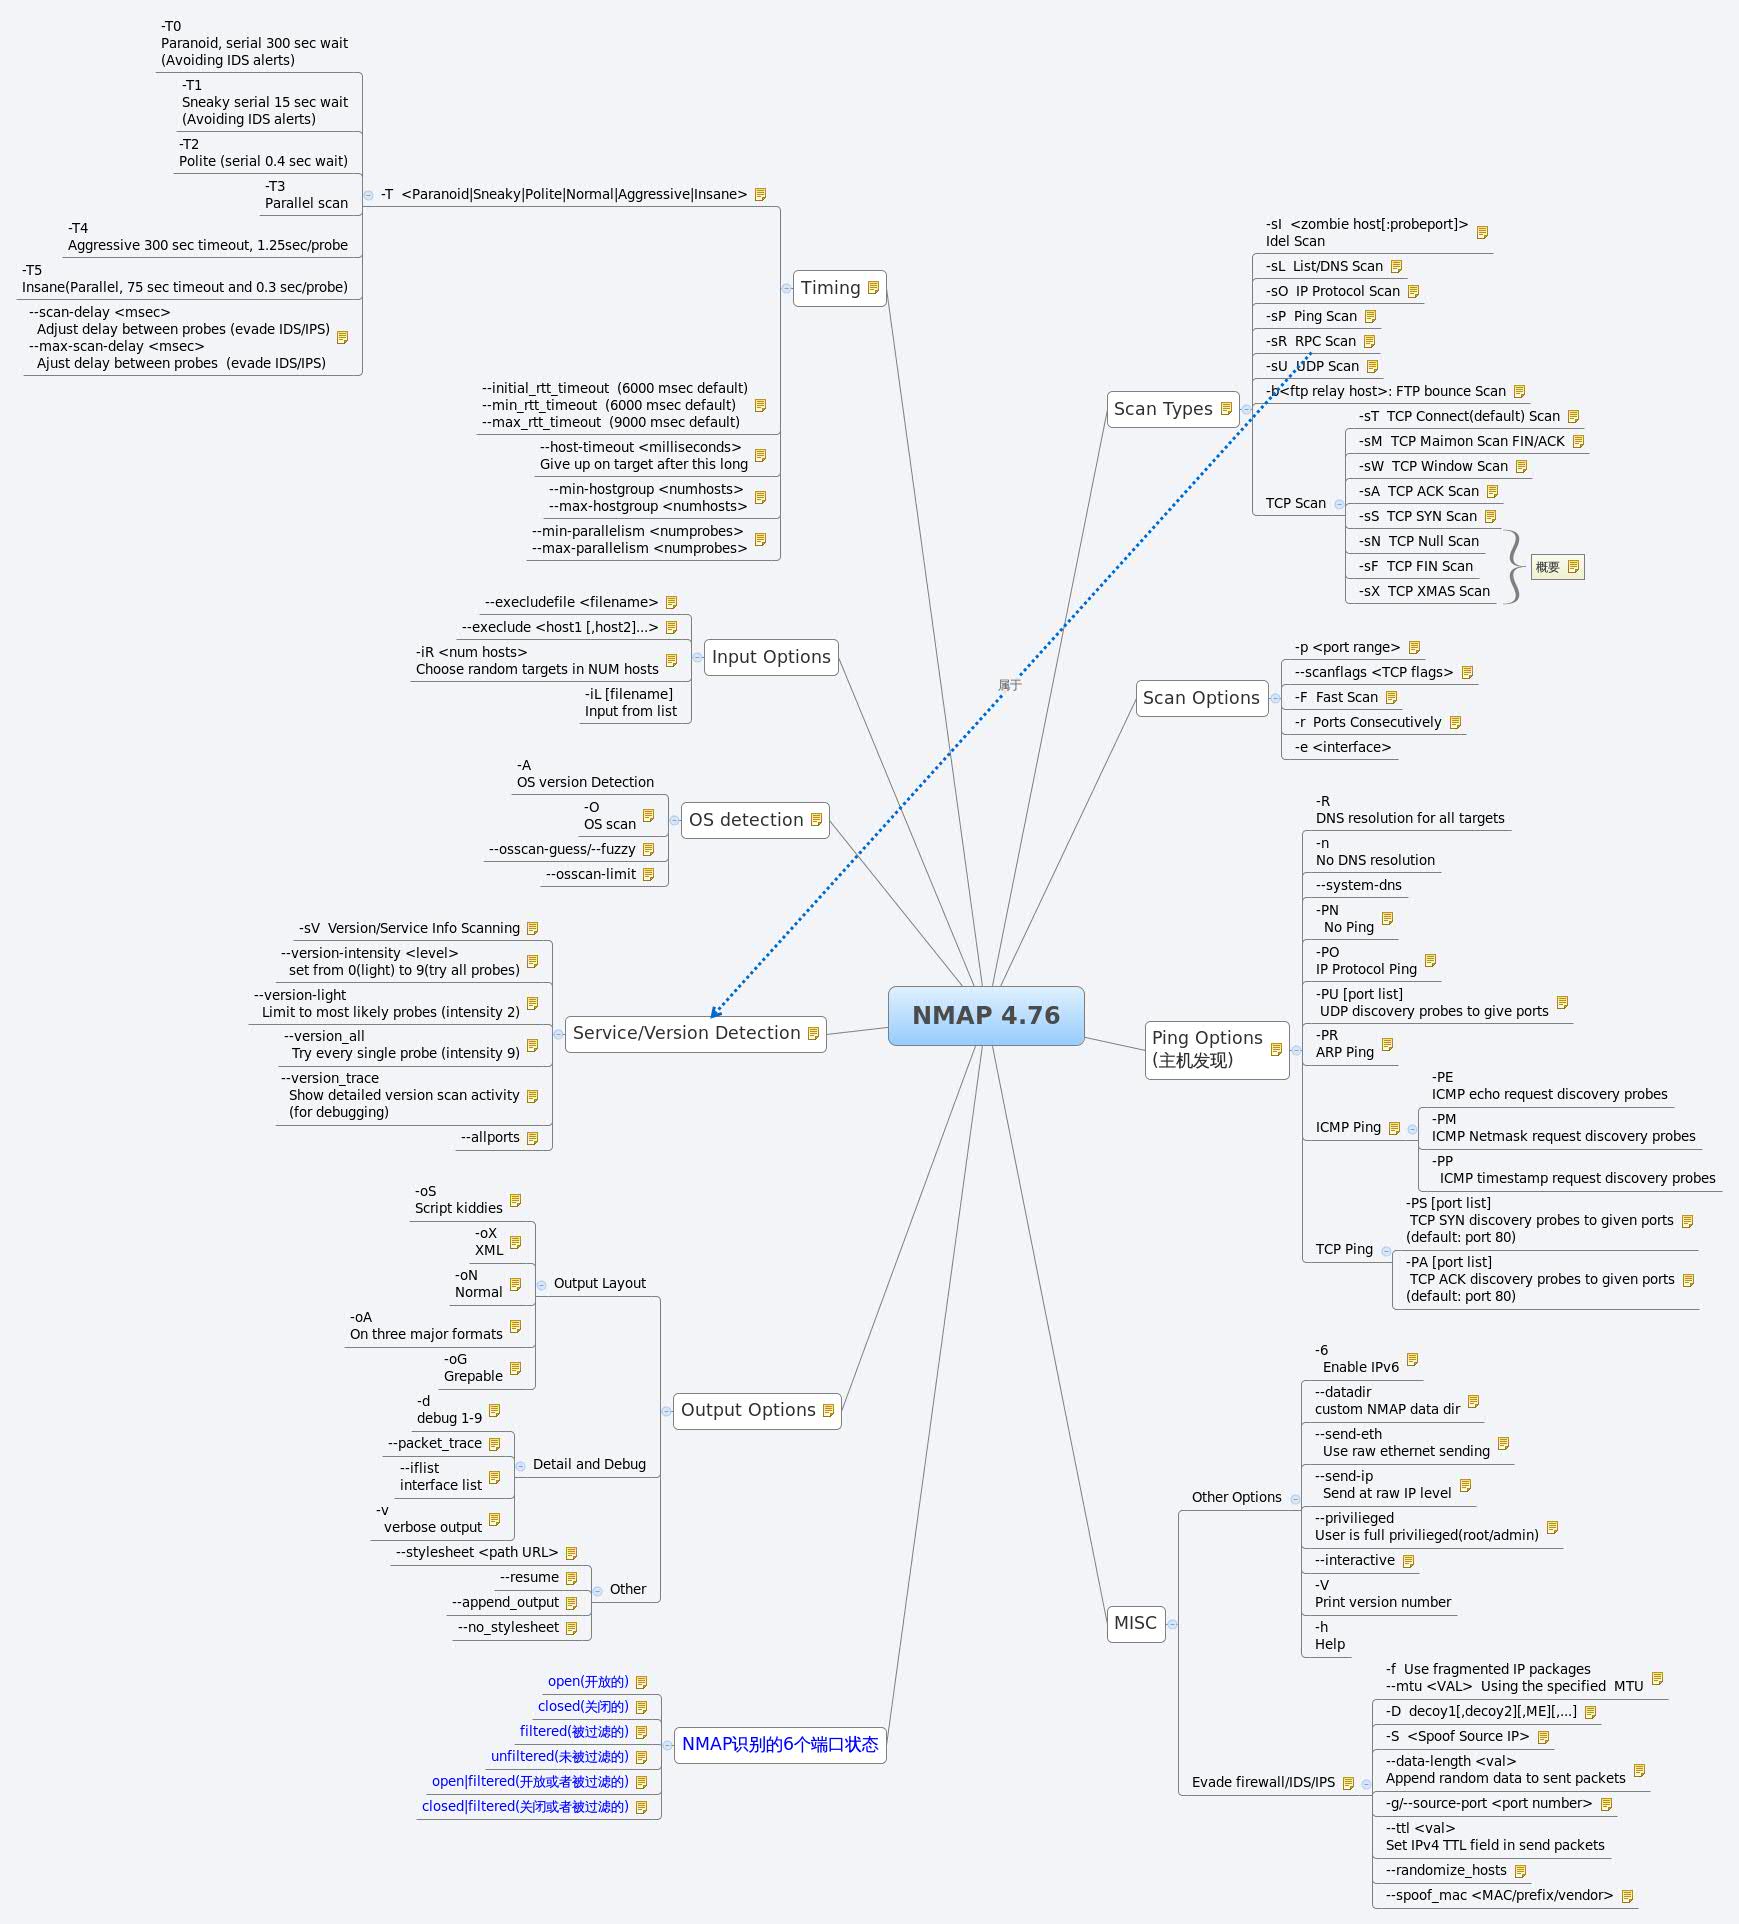 -T0
Paranoid, serial 300 sec wait
(Avoiding IDS alerts)
-T1
Sneaky serial 15 sec wait
(Avoiding IDS alerts)
-T2
Polite (serial 0.4 sec wait)
-T3
Parallel scan
-T4
Aggressive 300 sec timeout, 1.25sec/probe
-T5
Insane(Parallel, 75 sec timeout and 0.3 sec/probe)
--scan-delay <msec>
Adjust delay between probes (evade IDS/IPS)
--max-scan-delay <msec>
Ajust delay between probes  (evade IDS/IPS)
-T  <Paranoid|Sneaky|Polite|Normal|Aggressive|Insane>
--initial_rtt_timeout  (6000 msec default)
--min_rtt_timeout  (6000 msec default)
--max_rtt_timeout  (9000 msec default)
--host-timeout <milliseconds>
Give up on target after this long
--min-hostgroup <numhosts>
--max-hostgroup <numhosts>
--min-parallelism <numprobes>
--max-parallelism <numprobes>
Timing
--execludefile <filename>
--execlude <host1 [,host2]...>
-iR <num hosts>
Choose random targets in NUM hosts
-iL [filename]
Input from list
Input Options
-A
OS version Detection
-O
OS scan
--osscan-guess/--fuzzy
--osscan-limit
OS detection
-sV  Version/Service Info Scanning
--version-intensity <level>
set from 0(light) to 9(try all probes)
--version-light
Limit to most likely probes (intensity 2)
--version_all
Try every single probe (intensity 9)
--version_trace
Show detailed version scan activity
(for debugging)
--allports
Service/Version Detection
-oS
Script kiddies
-oX
XML
-oN
Normal
-oA
On three major formats
-oG
Grepable
Output Layout
-d
debug 1-9
--packet_trace
--iflist
interface list
-v
verbose output
Detail and Debug
--stylesheet <path URL>
--resume
--append_output
--no_stylesheet
Other
Output Options
open(开放的)
closed(关闭的)
filtered(被过滤的)
unfiltered(未被过滤的)
open|filtered(开放或者被过滤的)
closed|filtered(关闭或者被过滤的)
NMAP识别的6个端口状态
NMAP 4.76
属于
Scan Types
-sI  <zombie host[:probeport]>
Idel Scan
-sL  List/DNS Scan
-sO  IP Protocol Scan
-sP  Ping Scan
-sR  RPC Scan
-sU  UDP Scan
-b<ftp relay host>: FTP bounce Scan
TCP Scan
-sT  TCP Connect(default) Scan
-sM  TCP Maimon Scan FIN/ACK
-sW  TCP Window Scan
-sA  TCP ACK Scan
-sS  TCP SYN Scan
-sN  TCP Null Scan
-sF  TCP FIN Scan
-sX  TCP XMAS Scan
概要
Scan Options
-p <port range>
--scanflags <TCP flags>
-F  Fast Scan
-r  Ports Consecutively
-e <interface>
Ping Options
(主机发现)
-R
DNS resolution for all targets
-n
No DNS resolution
--system-dns
-PN
No Ping
-PO
IP Protocol Ping
-PU [port list]
UDP discovery probes to give ports
-PR
ARP Ping
ICMP Ping
-PE
ICMP echo request discovery probes
-PM
ICMP Netmask request discovery probes
-PP
ICMP timestamp request discovery probes
TCP Ping
-PS [port list]
TCP SYN discovery probes to given ports
(default: port 80)
-PA [port list]
TCP ACK discovery probes to given ports
(default: port 80)
MISC
Other Options
-6
Enable IPv6
--datadir
custom NMAP data dir
--send-eth
Use raw ethernet sending
--send-ip
Send at raw IP level
--privilieged
User is full privilieged(root/admin)
--interactive
-V
Print version number
-h
Help
Evade firewall/IDS/IPS
-f  Use fragmented IP packages
--mtu <VAL>  Using the specified  MTU
-D  decoy1[,decoy2][,ME][,...]
-S  <Spoof Source IP>
--data-length <val>
Append random data to sent packets
-g/--source-port <port number>
--ttl <val>
Set IPv4 TTL field in send packets
--randomize_hosts
--spoof_mac <MAC/prefix/vendor>